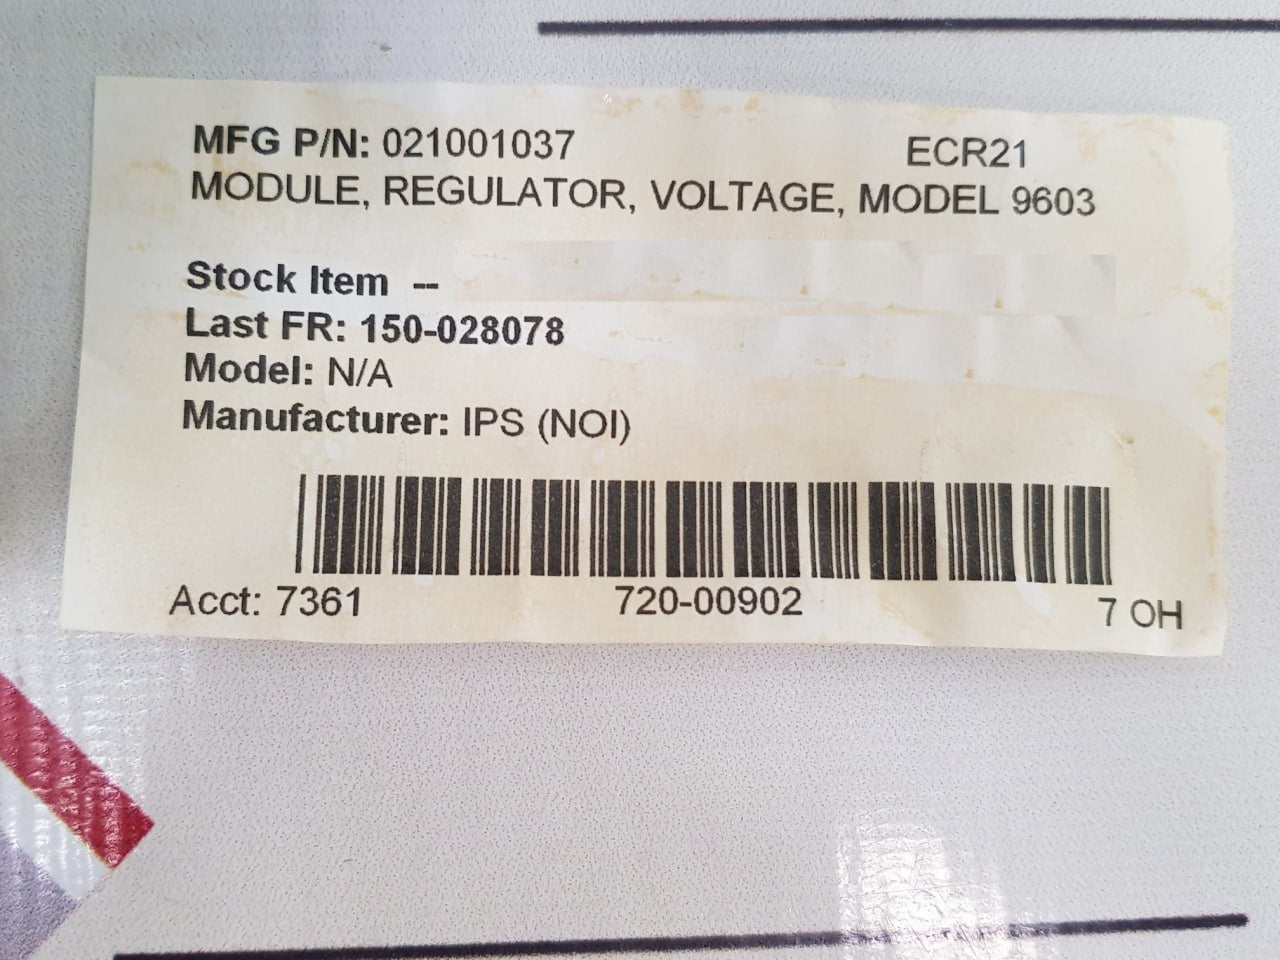 MFG P/N: 021001037 ECR21
MODULE, REGULATOR, VOLTAGE, MODEL 9603
Stock Item --
Last FR: 150-028078
Model: N/A
Manufacturer: IPS (NOI)
Acct: 7361 720-00902 7 OH